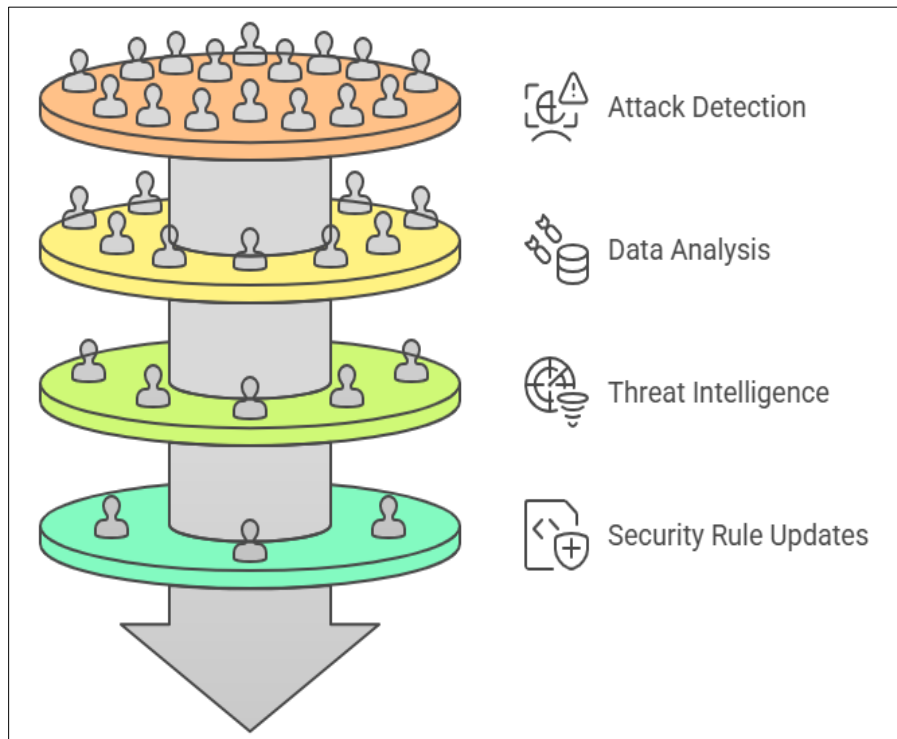 Attack Detection
Data Analysis
Threat Intelligence
Security Rule Updates